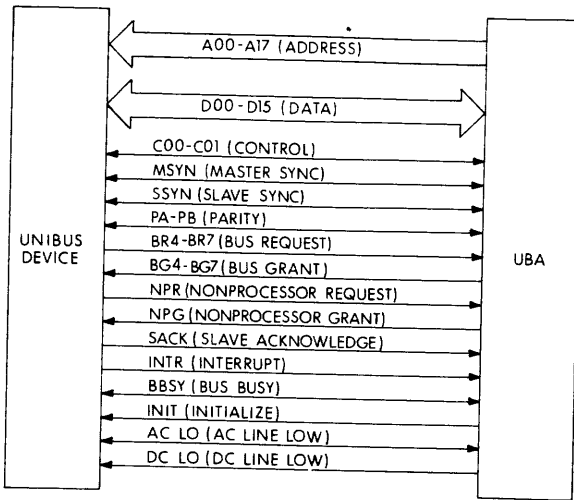 A00-A17 (ADDRESS)
D00-D15 (DATA)
C00-C01 (CONTROL)
MSYN (MASTER SYNC)
SSYN (SLAVE SYNC)
PA-PB (PARITY)
BR4-BR7 (BUS REQUEST)
BG4-BG7 (BUS GRANT)
NPR (NONPROCESSOR REQUEST)
NPG (NONPROCESSOR GRANT)
SACK (SLAVE ACKNOWLEDGE)
INTR (INTERRUPT)
BBSY (BUS BUSY)
INIT (INITIALIZE)
AC LO (AC LINE LOW)
DC LO (DC LINE LOW)
UNIBUS
DEVICE
UBA